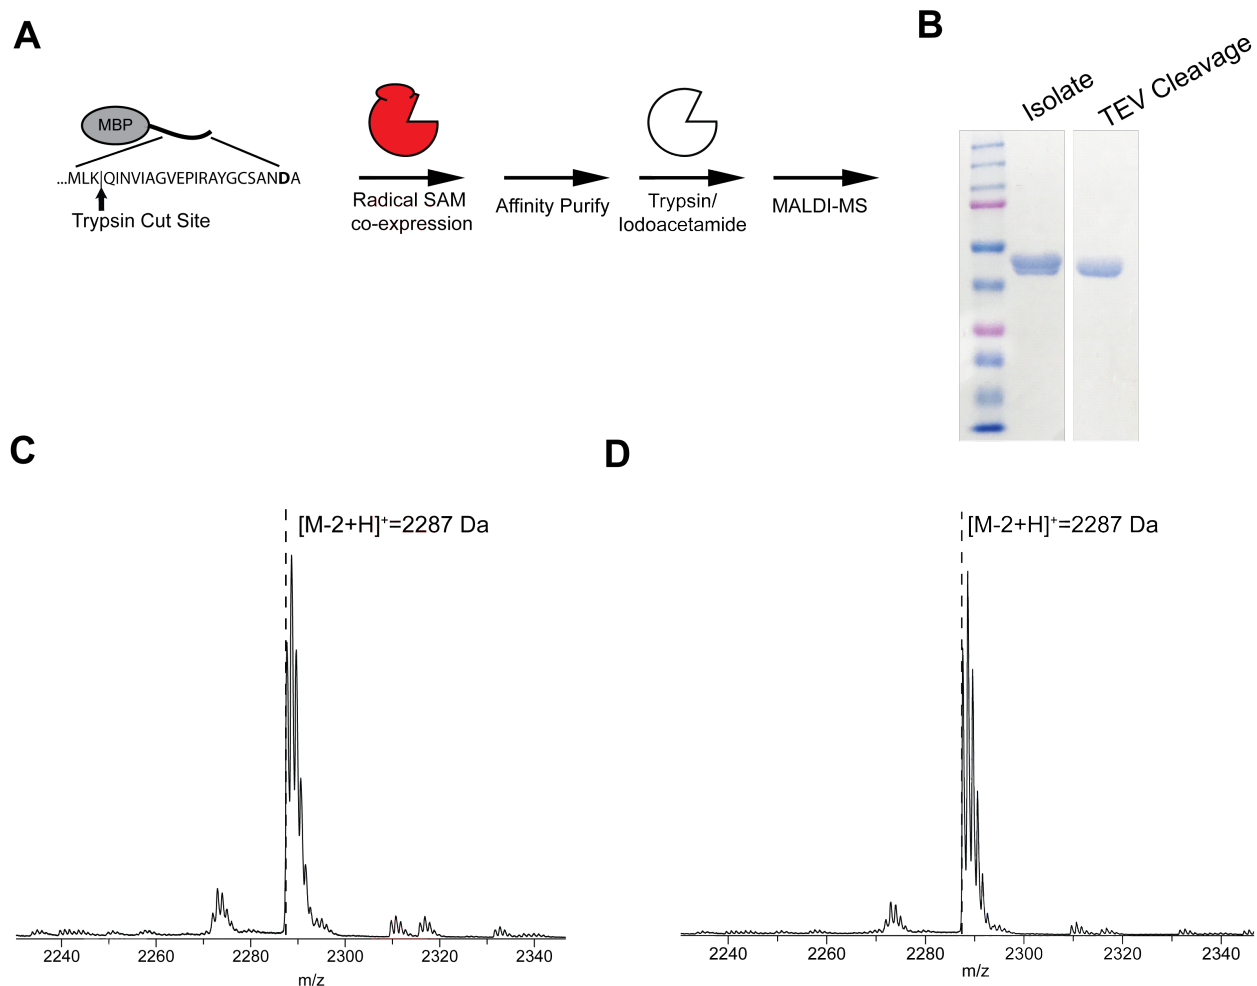 A
B
MBP
...MLK|QINVIAGVEPIRAYGCSANDA
Trypsin Cut Site
Radical SAM
co-expression
Affinity Purify
Trypsin/
Iodoacetamide
MALDI-MS
Isolate
TEV Cleavage
C
[M-2+H]+=2287 Da
2240
2260
2280
2300
2320
2340
m/z
D
[M-2+H]+=2287 Da
2240
2260
2280
2300
2320
2340
m/z